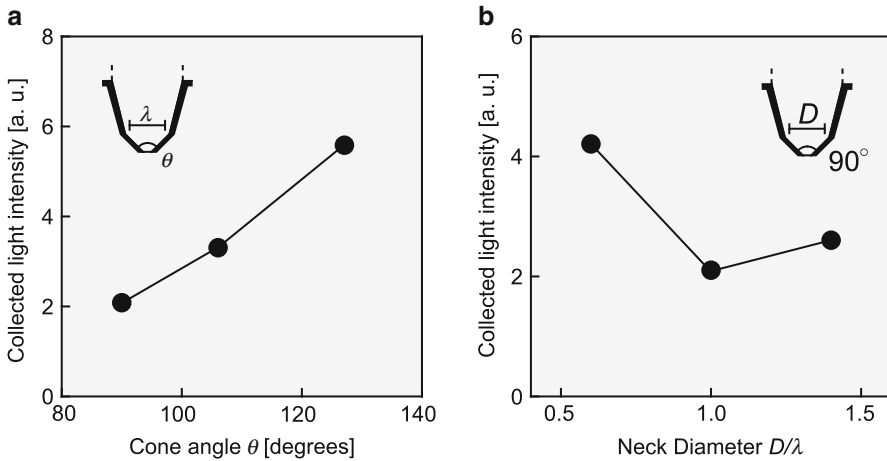 a
8
6
4
2
0
80
100
120
140
Collected light intensity [a. u.]
Cone angle θ [degrees]
λ
θ
b
6
4
2
0
0.5
1.0
1.5
Collected light intensity [a. u.]
Neck Diameter D/λ
D
90°